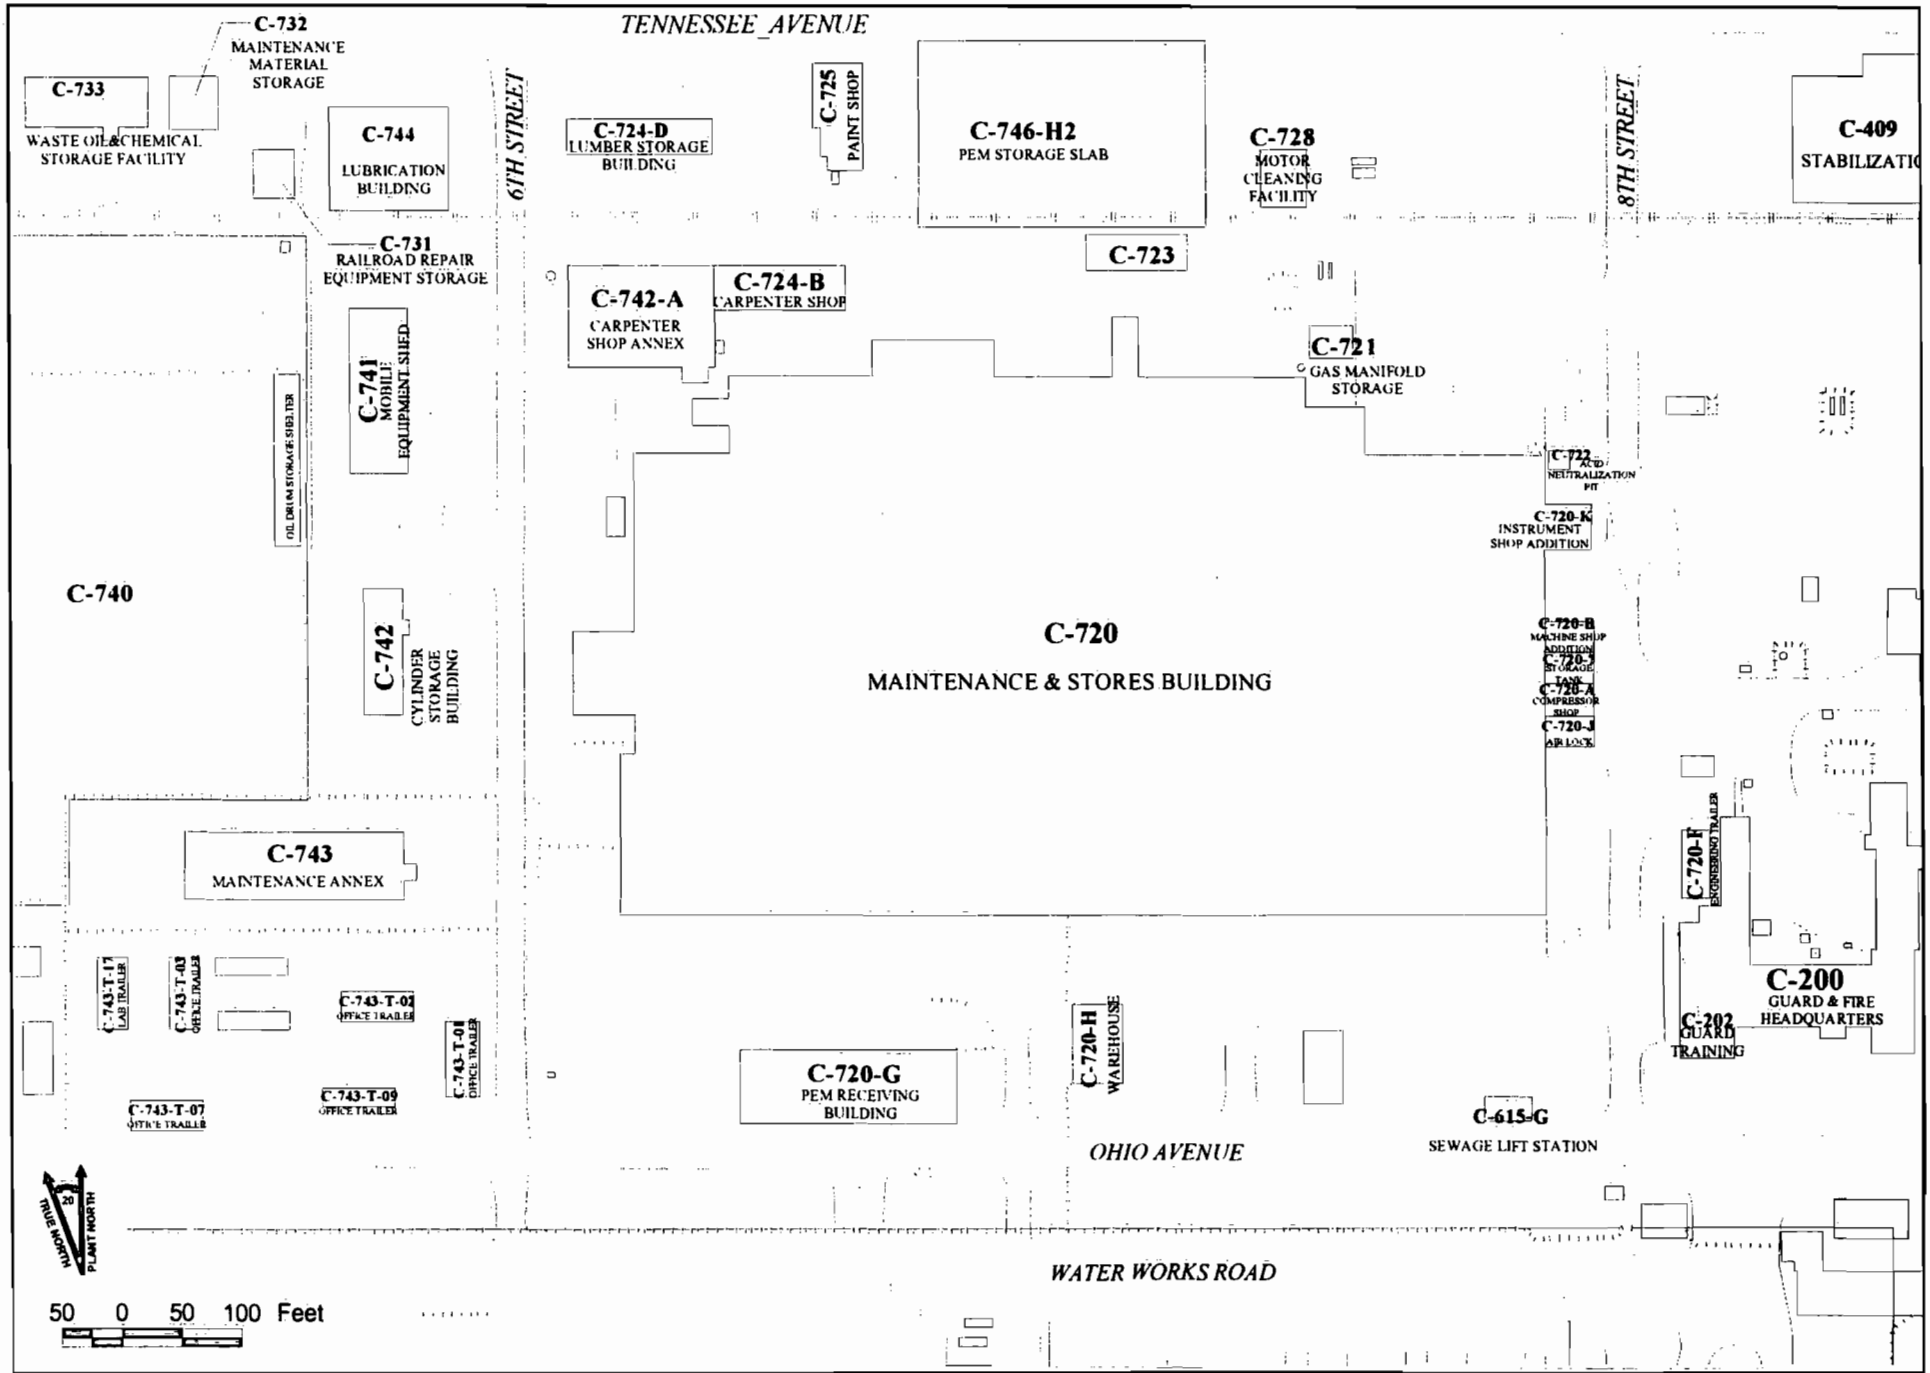 TENNESSEE AVENUE
C-732
MAINTENANCE
MATERIAL
STORAGE
C-733
WASTE OIL & CHEMICAL
STORAGE FACILITY
C-744
LUBRICATION
BUILDING
6TH STREET
C-724-D
LUMBER STORAGE
BUILDING
C-725
PAINT SHOP
C-746-H2
PEM STORAGE SLAB
C-728
MOTOR
CLEANING
FACILITY
8TH STREET
C-409
STABILIZATIO
C-731
RAILROAD REPAIR
EQUIPMENT STORAGE
C-723
C-742-A
CARPENTER
SHOP ANNEX
C-724-B
CARPENTER SHOP
C-721
GAS MANIFOLD
STORAGE
C-741
MOBILE
EQUIPMENT SHED
OIL DRUM STORAGE SHELTER
C-722
ACID
NEUTRALIZATION
PIT
C-720-K
INSTRUMENT
SHOP ADDITION
C-740
C-742
CYLINDER
STORAGE
BUILDING
C-720
MAINTENANCE & STORES BUILDING
C-720-B
MACHINE SHOP
ADDITION
STORAGE
TANK
C-720-A
COMPRESSOR
SHOP
C-720-J
AIR LOCK
C-743
MAINTENANCE ANNEX
C-720-F
ENGINEERING TRAILER
C-743-T-17
LAB TRAILER
C-743-T-03
OFFICE TRAILER
C-743-T-02
OFFICE TRAILER
C-743-T-01
OFFICE TRAILER
C-743-T-07
OFFICE TRAILER
C-743-T-09
OFFICE TRAILER
C-720-G
PEM RECEIVING
BUILDING
C-720-H
WAREHOUSE
C-200
GUARD & FIRE
HEADQUARTERS
C-202
GUARD
TRAINING
C-615-G
SEWAGE LIFT STATION
OHIO AVENUE
20
TRUE NORTH
PLANT NORTH
WATER WORKS ROAD
50 0 50 100 Feet